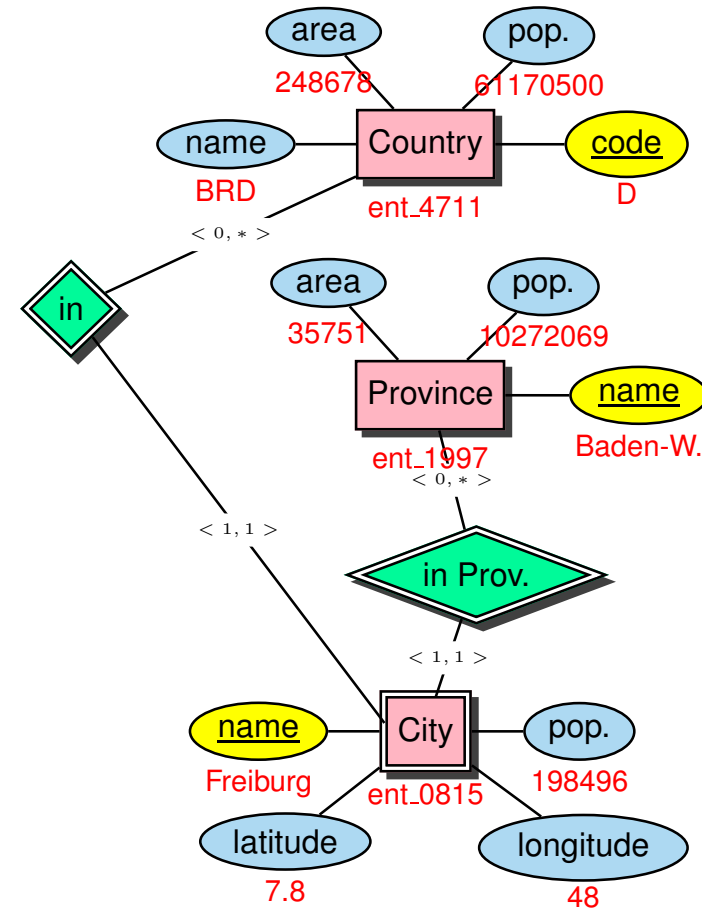 area
pop.
248678
61170500
name
Country
code
BRD
ent_4711
D
< 0, * >
in
area
pop.
35751
10272069
Province
name
ent_1997
Baden-W.
< 0, * >
< 1, 1 >
in Prov.
< 1, 1 >
name
City
pop.
Freiburg
ent_0815
198496
latitude
longitude
7.8
48